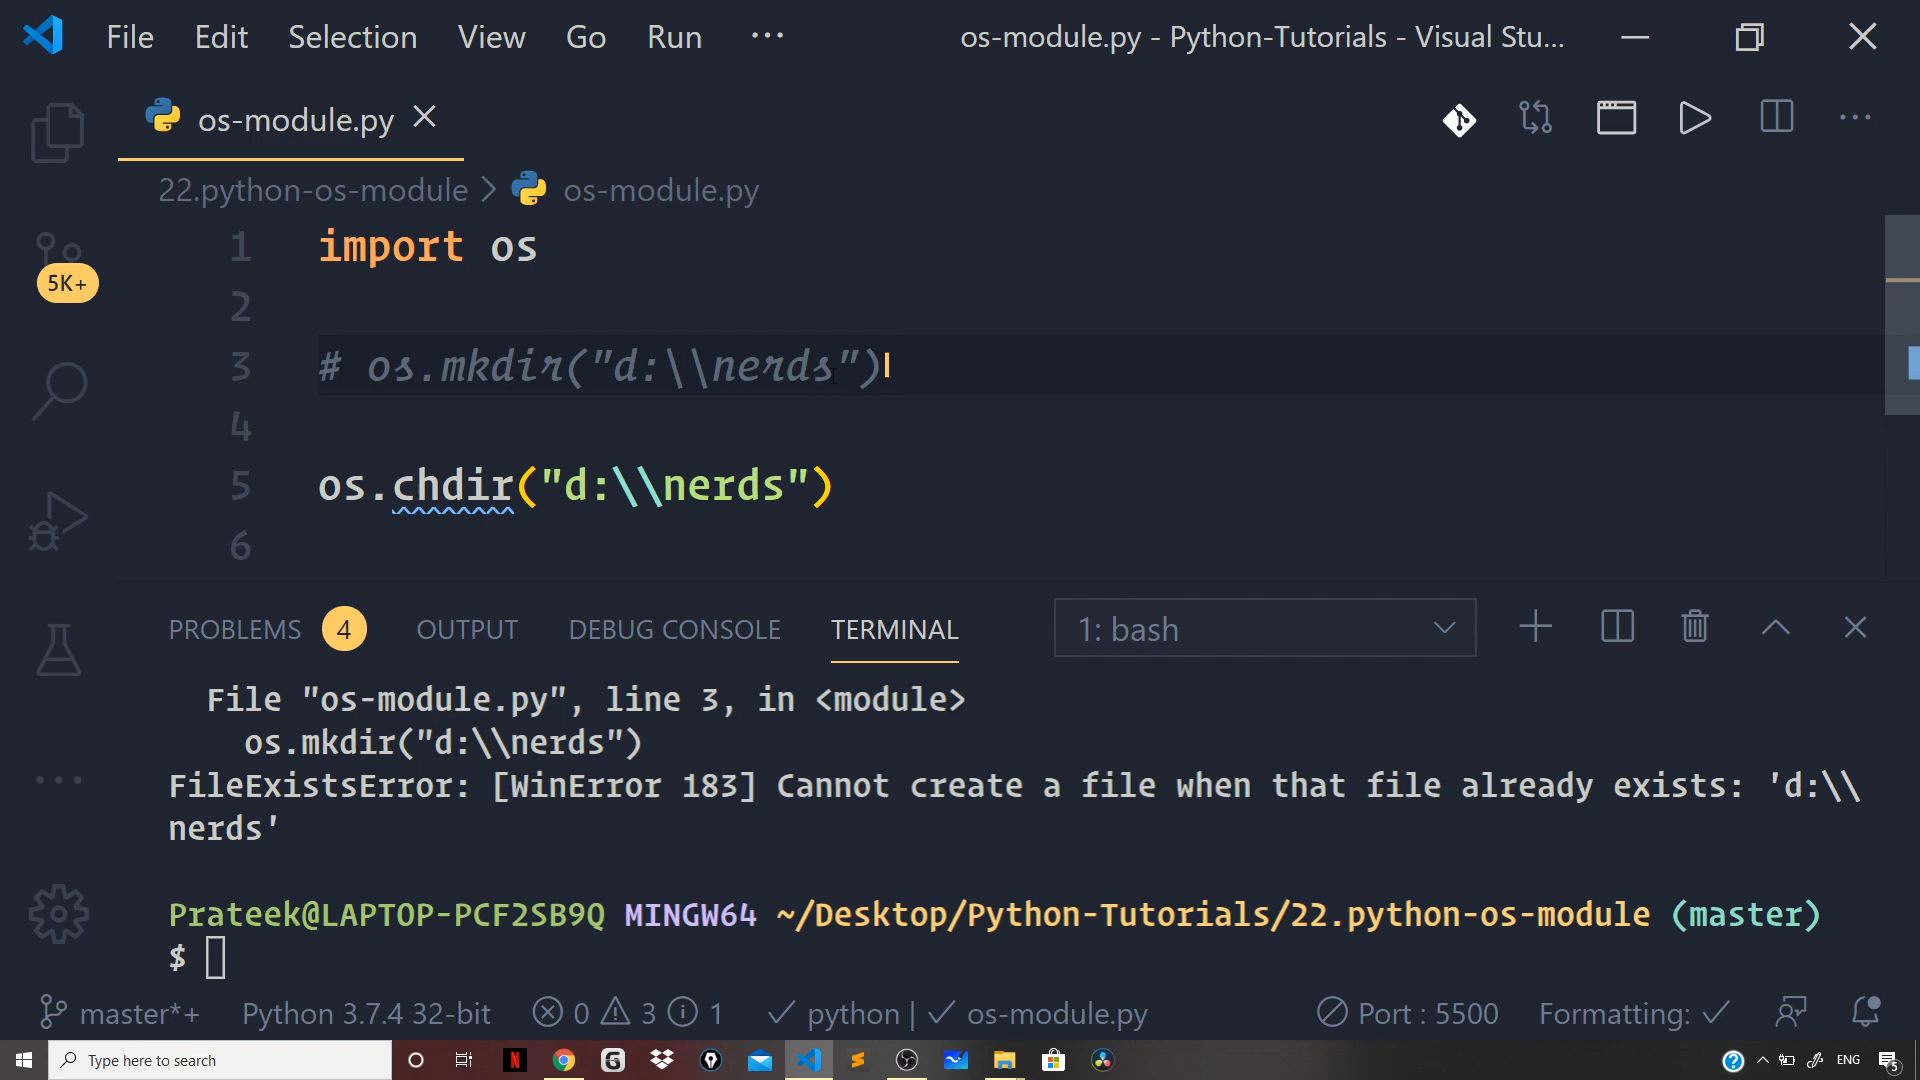 File Edit Selection View Go Run ... os-module.py - Python-Tutorials - Visual Stu...
os-module.py
22.python-os-module > os-module.py
1 import os
2
3 # os.mkdir("d:\\nerds")
4
5 os.chdir("d:\\nerds")
6
5K+
PROBLEMS 4 OUTPUT DEBUG CONSOLE TERMINAL 1: bash
File "os-module.py", line 3, in <module>
os.mkdir("d:\\nerds")
FileExistsError: [WinError 183] Cannot create a file when that file already exists: 'd:\\
nerds'
Prateek@LAPTOP-PCF2SB9Q MINGW64 ~/Desktop/Python-Tutorials/22.python-os-module (master)
$
master*+ Python 3.7.4 32-bit 0 3 1 python | os-module.py Port : 5500 Formatting:
Type here to search ENG 5